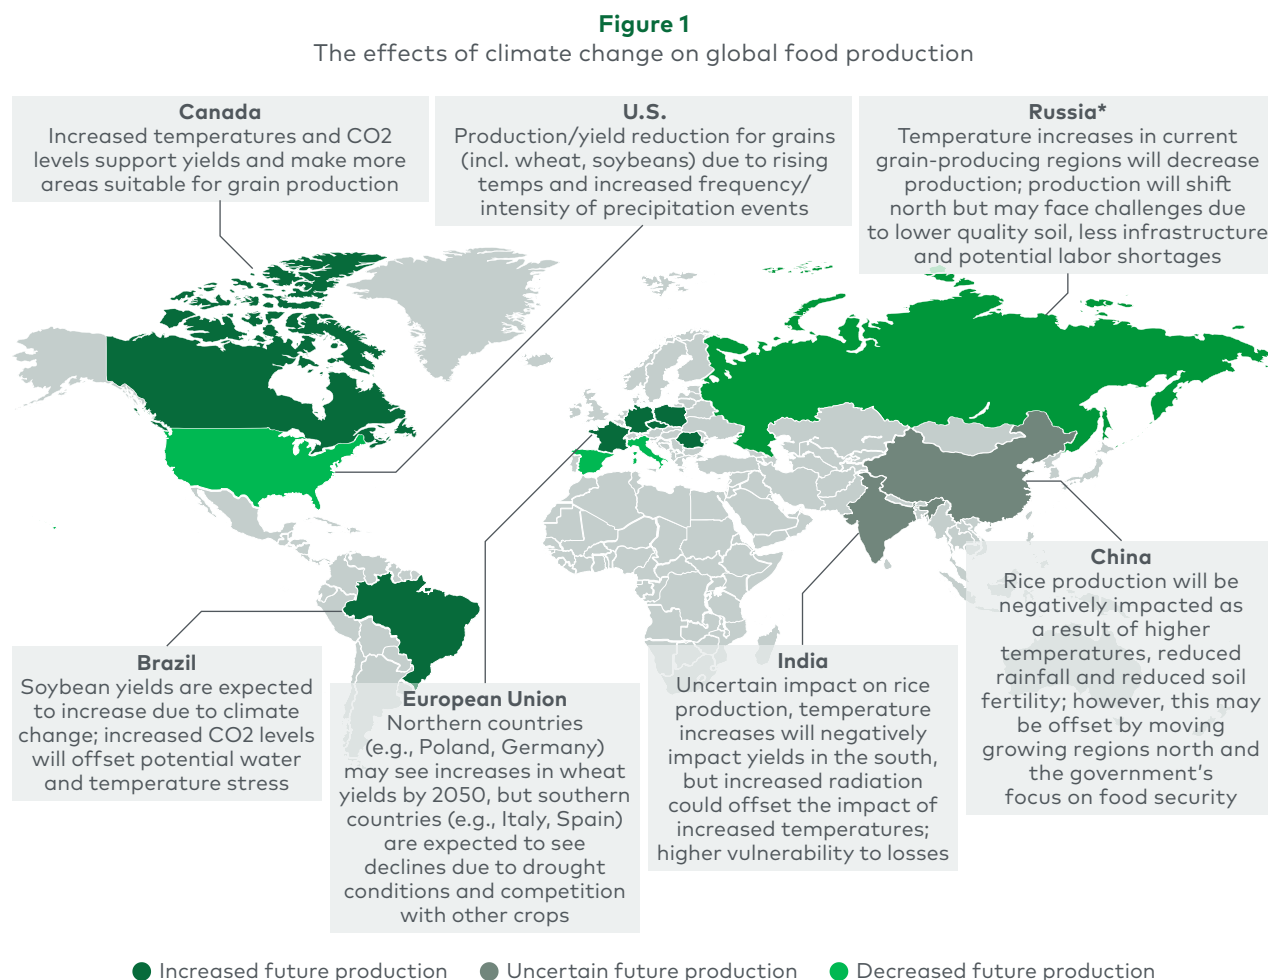 Figure 1
The effects of climate change on global food production
Canada
Increased temperatures and CO2
levels support yields and make more
areas suitable for grain production
U.S.
Production/yield reduction for grains
(incl. wheat, soybeans) due to rising
temps and increased frequency/
intensity of precipitation events
Russia*
Temperature increases in current
grain-producing regions will decrease
production; production will shift
north but may face challenges due
to lower quality soil, less infrastructure
and potential labor shortages
Brazil
Soybean yields are expected
to increase due to climate
change; increased CO2 levels
will offset potential water
and temperature stress
European Union
Northern countries
(e.g., Poland, Germany)
may see increases in wheat
yields by 2050, but southern
countries (e.g., Italy, Spain)
are expected to see
declines due to drought
conditions and competition
with other crops
India
Uncertain impact on rice
production, temperature
increases will negatively
impact yields in the south,
but increased radiation
could offset the impact of
increased temperatures;
higher vulnerability to losses
China
Rice production will be
negatively impacted as
a result of higher
temperatures, reduced
rainfall and reduced soil
fertility; however, this may
be offset by moving
growing regions north and
the government's
focus on food security
Increased future production
Uncertain future production
Decreased future production